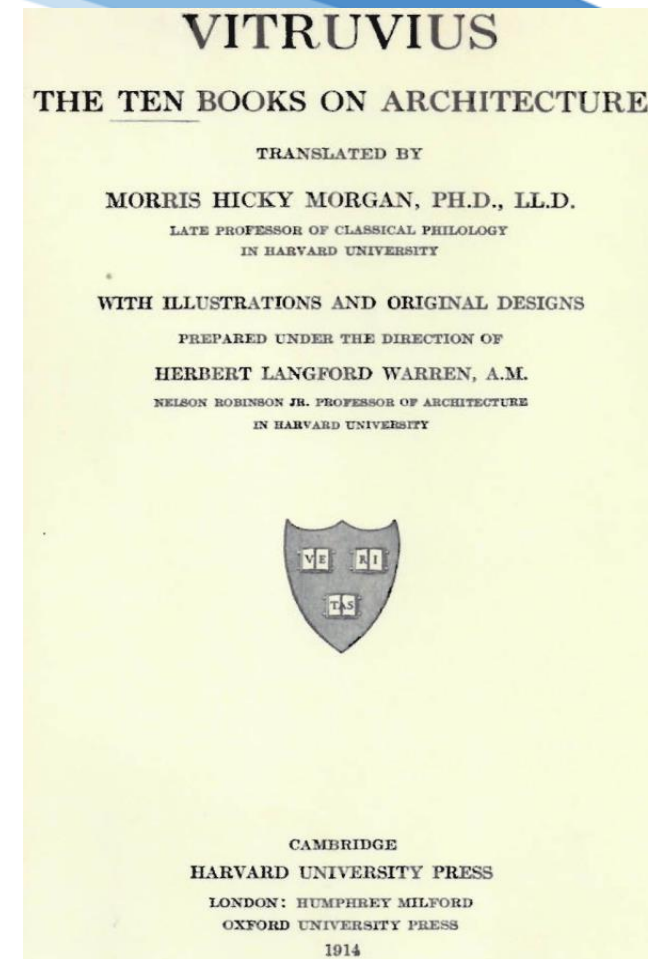 VITRUVIUS
THE TEN BOOKS ON ARCHITECTURE
TRANSLATED BY
MORRIS HICKY MORGAN, PH.D., LL.D.
LATE PROFESSOR OF CLASSICAL PHILOLOGY
IN HARVARD UNIVERSITY
WITH ILLUSTRATIONS AND ORIGINAL DESIGNS
PREPARED UNDER THE DIRECTION OF
HERBERT LANGFORD WARREN, A.M.
NELSON ROBINSON JR. PROFESSOR OF ARCHITECTURE
IN HARVARD UNIVERSITY
VE RI
TAS
CAMBRIDGE
HARVARD UNIVERSITY PRESS
LONDON: HUMPHREY MILFORD
OXFORD UNIVERSITY PRESS
1914